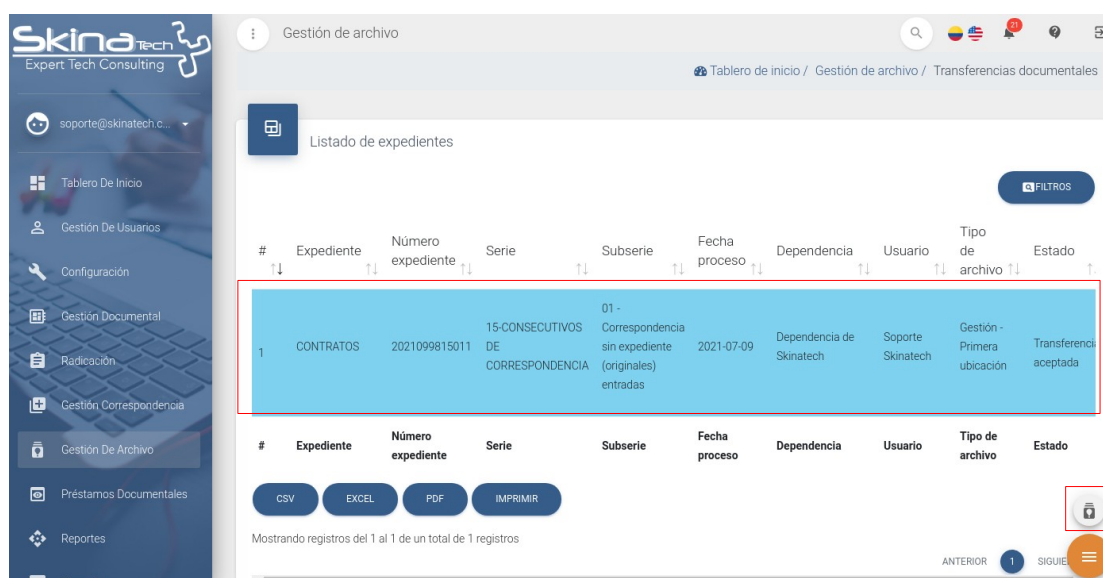 Skina Tech
Expert Tech Consulting
soporte@skinatech.c...
Tablero De Inicio
Gestión De Usuarios
Configuración
Gestión Documental
Radicación
Gestión Correspondencia
Gestión De Archivo
Préstamos Documentales
Reportes
Gestión de archivo
21
Tablero de inicio / Gestión de archivo / Transferencias documentales
Listado de expedientes
FILTROS
# Expediente Número expediente Serie Subserie Fecha proceso Dependencia Usuario Tipo de archivo Estado
1 CONTRATOS 2021099815011 15-CONSECUTIVOS DE CORRESPONDENCIA 01 - Correspondencia sin expediente (originales) entradas 2021-07-09 Dependencia de Skinatech Soporte Skinatech Gestión - Primera ubicación Transferencia aceptada
# Expediente Número expediente Serie Subserie Fecha proceso Dependencia Usuario Tipo de archivo Estado
CSV EXCEL PDF IMPRIMIR
Mostrando registros del 1 al 1 de un total de 1 registros
ANTERIOR 1 SIGUIE